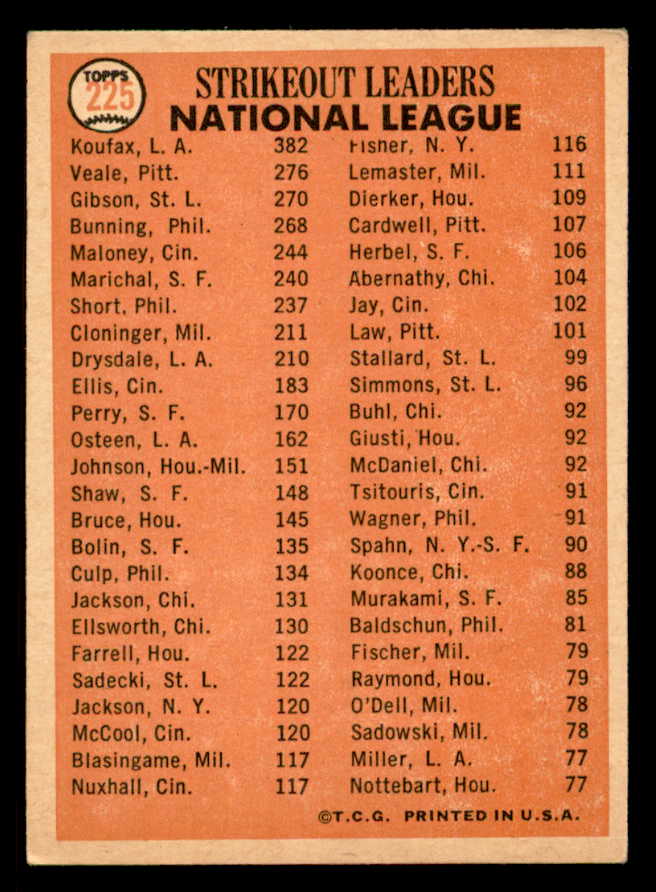 TOPPS
225
STRIKEOUT LEADERS
NATIONAL LEAGUE
Koufax, L. A. 382
Veale, Pitt. 276
Gibson, St. L. 270
Bunning, Phil. 268
Maloney, Cin. 244
Marichal, S. F. 240
Short, Phil. 237
Cloninger, Mil. 211
Drysdale, L. A. 210
Ellis, Cin. 183
Perry, S. F. 170
Osteen, L. A. 162
Johnson, Hou.-Mil. 151
Shaw, S. F. 148
Bruce, Hou. 145
Bolin, S. F. 135
Culp, Phil. 134
Jackson, Chi. 131
Ellsworth, Chi. 130
Farrell, Hou. 122
Sadecki, St. L. 122
Jackson, N. Y. 120
McCool, Cin. 120
Blasingame, Mil. 117
Nuxhall, Cin. 117
Fisher, N. Y. 116
Lemaster, Mil. 111
Dierker, Hou. 109
Cardwell, Pitt. 107
Herbel, S. F. 106
Abernathy, Chi. 104
Jay, Cin. 102
Law, Pitt. 101
Stallard, St. L. 99
Simmons, St. L. 96
Buhl, Chi. 92
Giusti, Hou. 92
McDaniel, Chi. 92
Tsitouris, Cin. 91
Wagner, Phil. 91
Spahn, N. Y.-S. F. 90
Koonce, Chi. 88
Murakami, S. F. 85
Baldschun, Phil. 81
Fischer, Mil. 79
Raymond, Hou. 79
O'Dell, Mil. 78
Sadowski, Mil. 78
Miller, L. A. 77
Nottebart, Hou. 77
©T.C.G. PRINTED IN U.S.A.